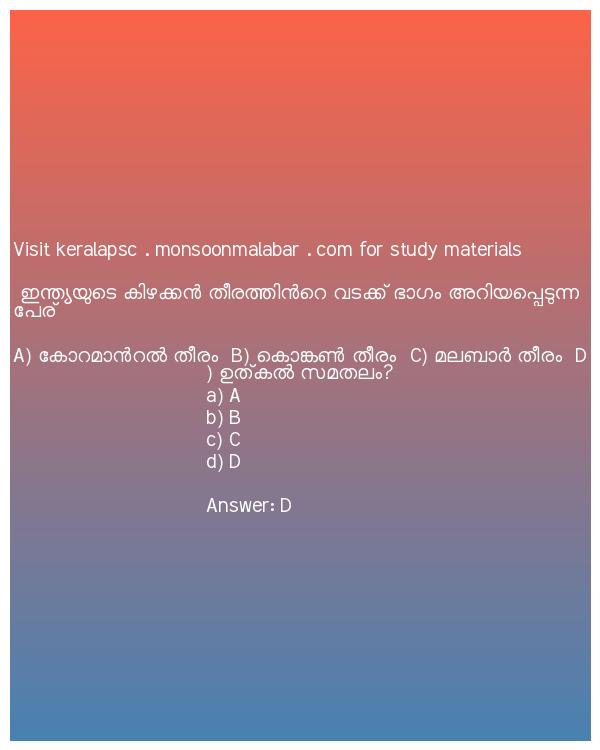 Visit keralapsc . monsoonmalabar . com for study materials
ഇന്ത്യയുടെ കിഴക്കൻ തീരത്തിൻറെ വടക്ക് ഭാഗം അറിയപ്പെടുന്ന
പേര്
A) കോറമാൻറൽ തീരം B) കൊങ്കൺ തീരം C) മലബാർ തീരം D
) ഉത്കൽ സമതലം?
a) A
b) B
c) C
d) D
Answer: D